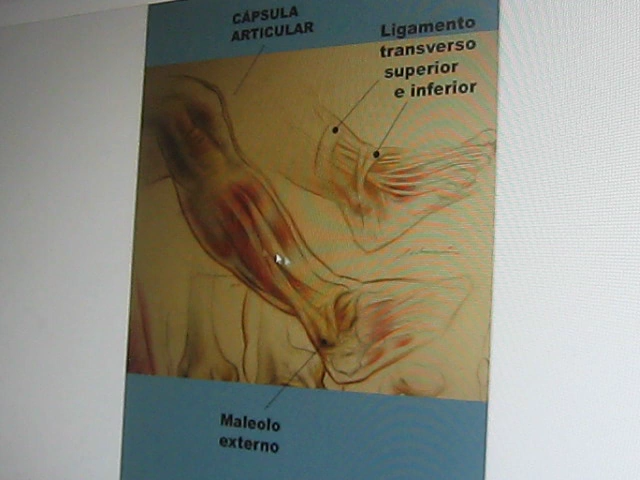 CÁPSULA
ARTICULAR
Ligamento
transverso
superior
e inferior
Maleolo
externo